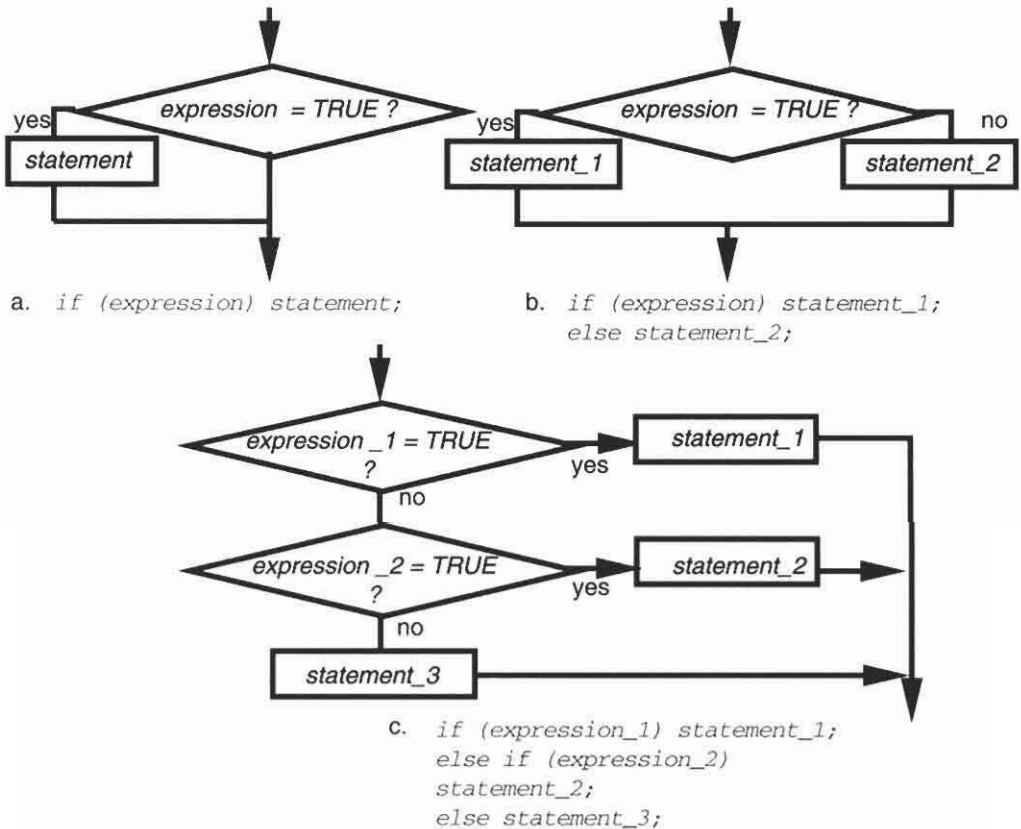 expression = TRUE ?
yes
statement
a. if (expression) statement;
expression = TRUE ?
yes
no
statement_1
statement_2
b. if (expression) statement_1;
else statement_2;
expression _1 = TRUE
?
yes
statement_1
no
expression _2 = TRUE
?
yes
statement_2
no
statement_3
c. if (expression_1) statement_1;
else if (expression_2)
statement_2;
else statement_3;